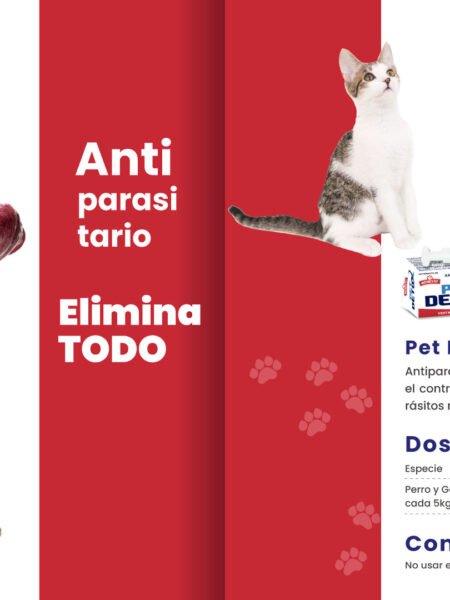 Anti
parasi
tario
Elimina
TODO
Pet
Antipara
el contr
rásitos
Dos
Especie
Perro y G
cada 5kg
Con
No usar e